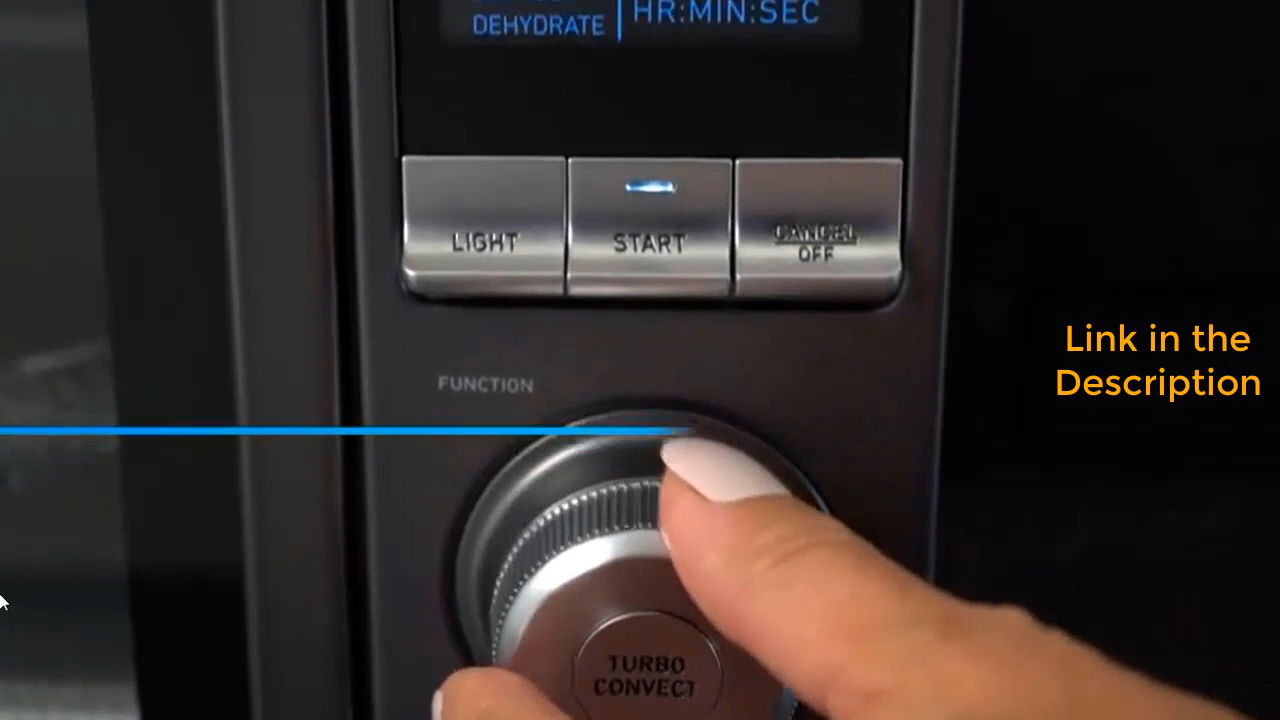 DEHYDRATE
HR:MIN:SEC
LIGHT
START
CANCEL
OFF
FUNCTION
Link in the
Description
TURBO
CONVECT